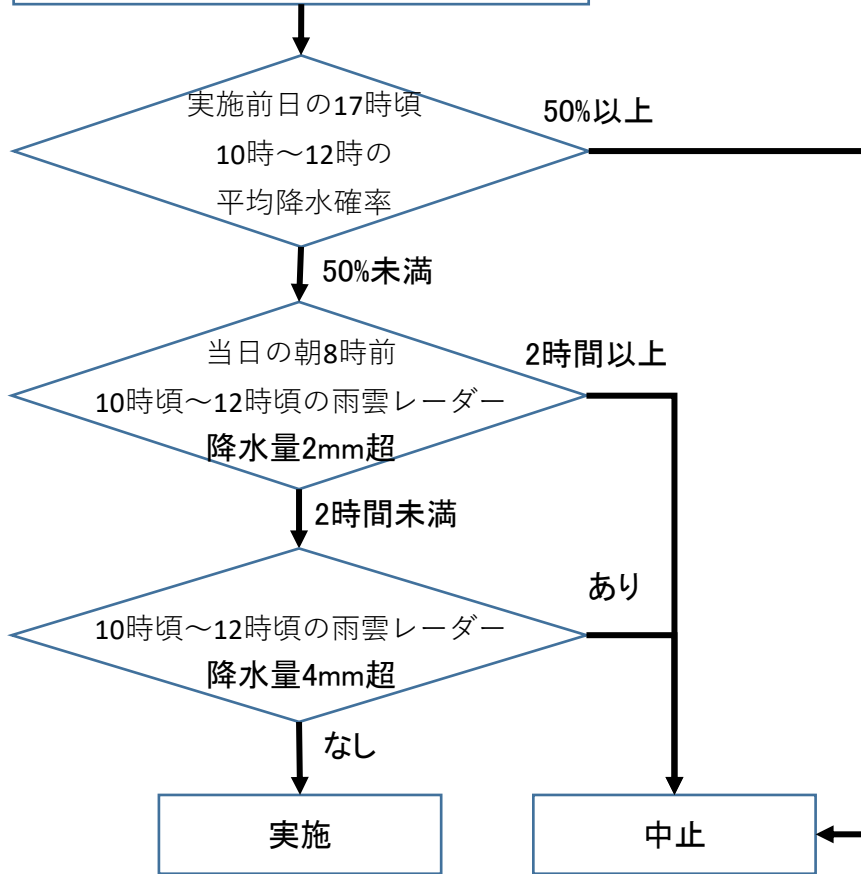 実施前日の17時頃
10時～12時の
平均降水確率
50%以上
50%未満
当日の朝8時前
10時頃～12時頃の雨雲レーダー
降水量2mm超
2時間以上
2時間未満
10時頃～12時頃の雨雲レーダー
降水量4mm超
あり
なし
実施
中止